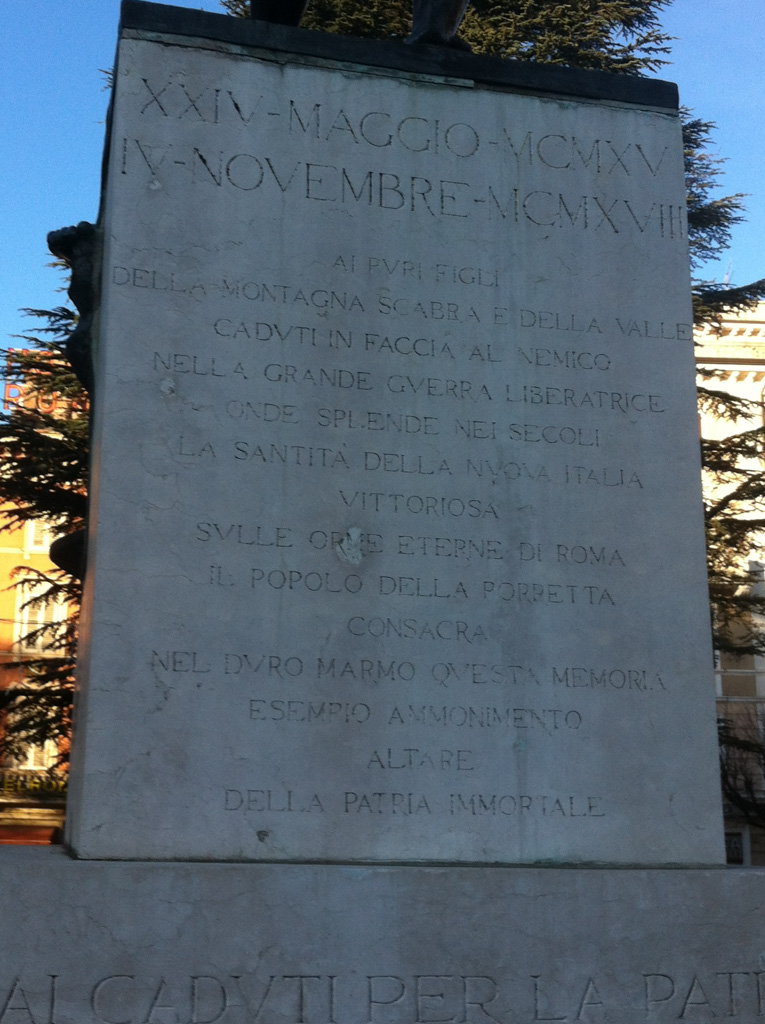 XXIV-MAGGIO-MCMXV
IV-NOVEMBRE-MCMXVIII
AI PVRI FIGLI
DELLA MONTAGNA SCABRA E DELLA VALLE
CADVTI IN FACCIA AL NEMICO
NELLA GRANDE GVERRA LIBERATRICE
ONDE SPLENDE NEI SECOLI
LA SANTITÀ DELLA NVOVA ITALIA
VITTORIOSA
SVLLE ORME ETERNE DI ROMA
IL POPOLO DELLA PORRETTA
CONSACRA
NEL DVRO MARMO QVESTA MEMORIA
ESEMPIO AMMONIMENTO
ALTARE
DELLA PATRIA IMMORTALE
AI CADVTI PER LA PAT